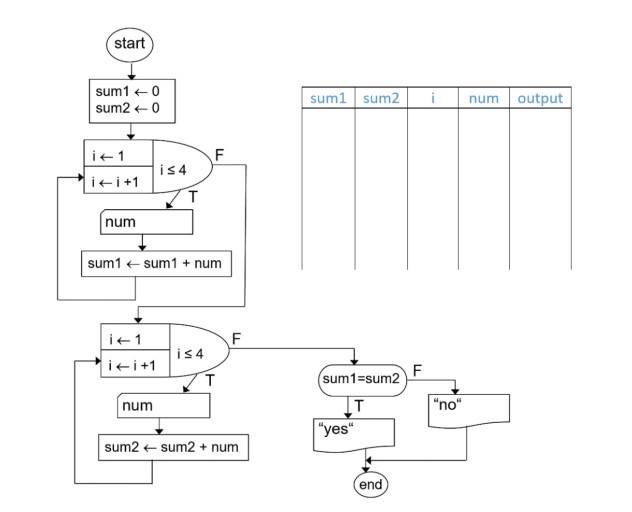 start
sum1 ← 0
sum2 ← 0
sum1 sum2 i num output
i ← 1
i ← i +1
i ≤ 4
F
T
num
sum1 ← sum1 + num
i ← 1
i ← i +1
i ≤ 4
F
T
num
sum2 ← sum2 + num
sum1=sum2
F
T
"no"
"yes"
end